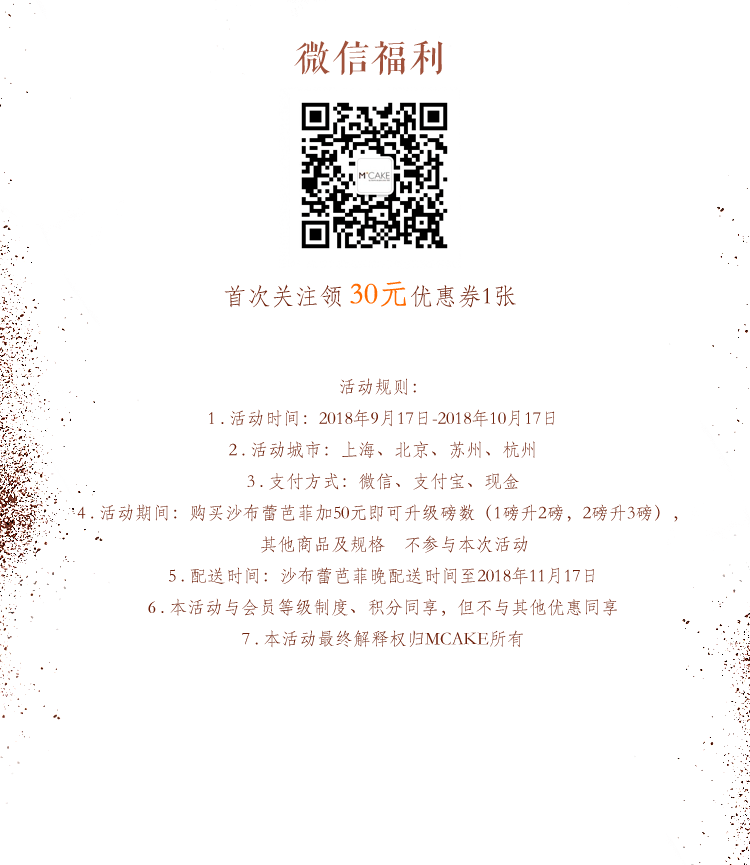 微信福利
M°CAKE
首次关注领 30元优惠券1张
活动规则：
1 . 活动时间：2018年9月17日-2018年10月17日
2 . 活动城市：上海、北京、苏州、杭州
3 . 支付方式：微信、支付宝、现金
4 . 活动期间：购买沙布蕾芭菲加50元即可升级磅数（1磅升2磅，2磅升3磅），
其他商品及规格　不参与本次活动
5 . 配送时间：沙布蕾芭菲晚配送时间至2018年11月17日
6 . 本活动与会员等级制度、积分同享，但不与其他优惠同享
7 . 本活动最终解释权归MCAKE所有